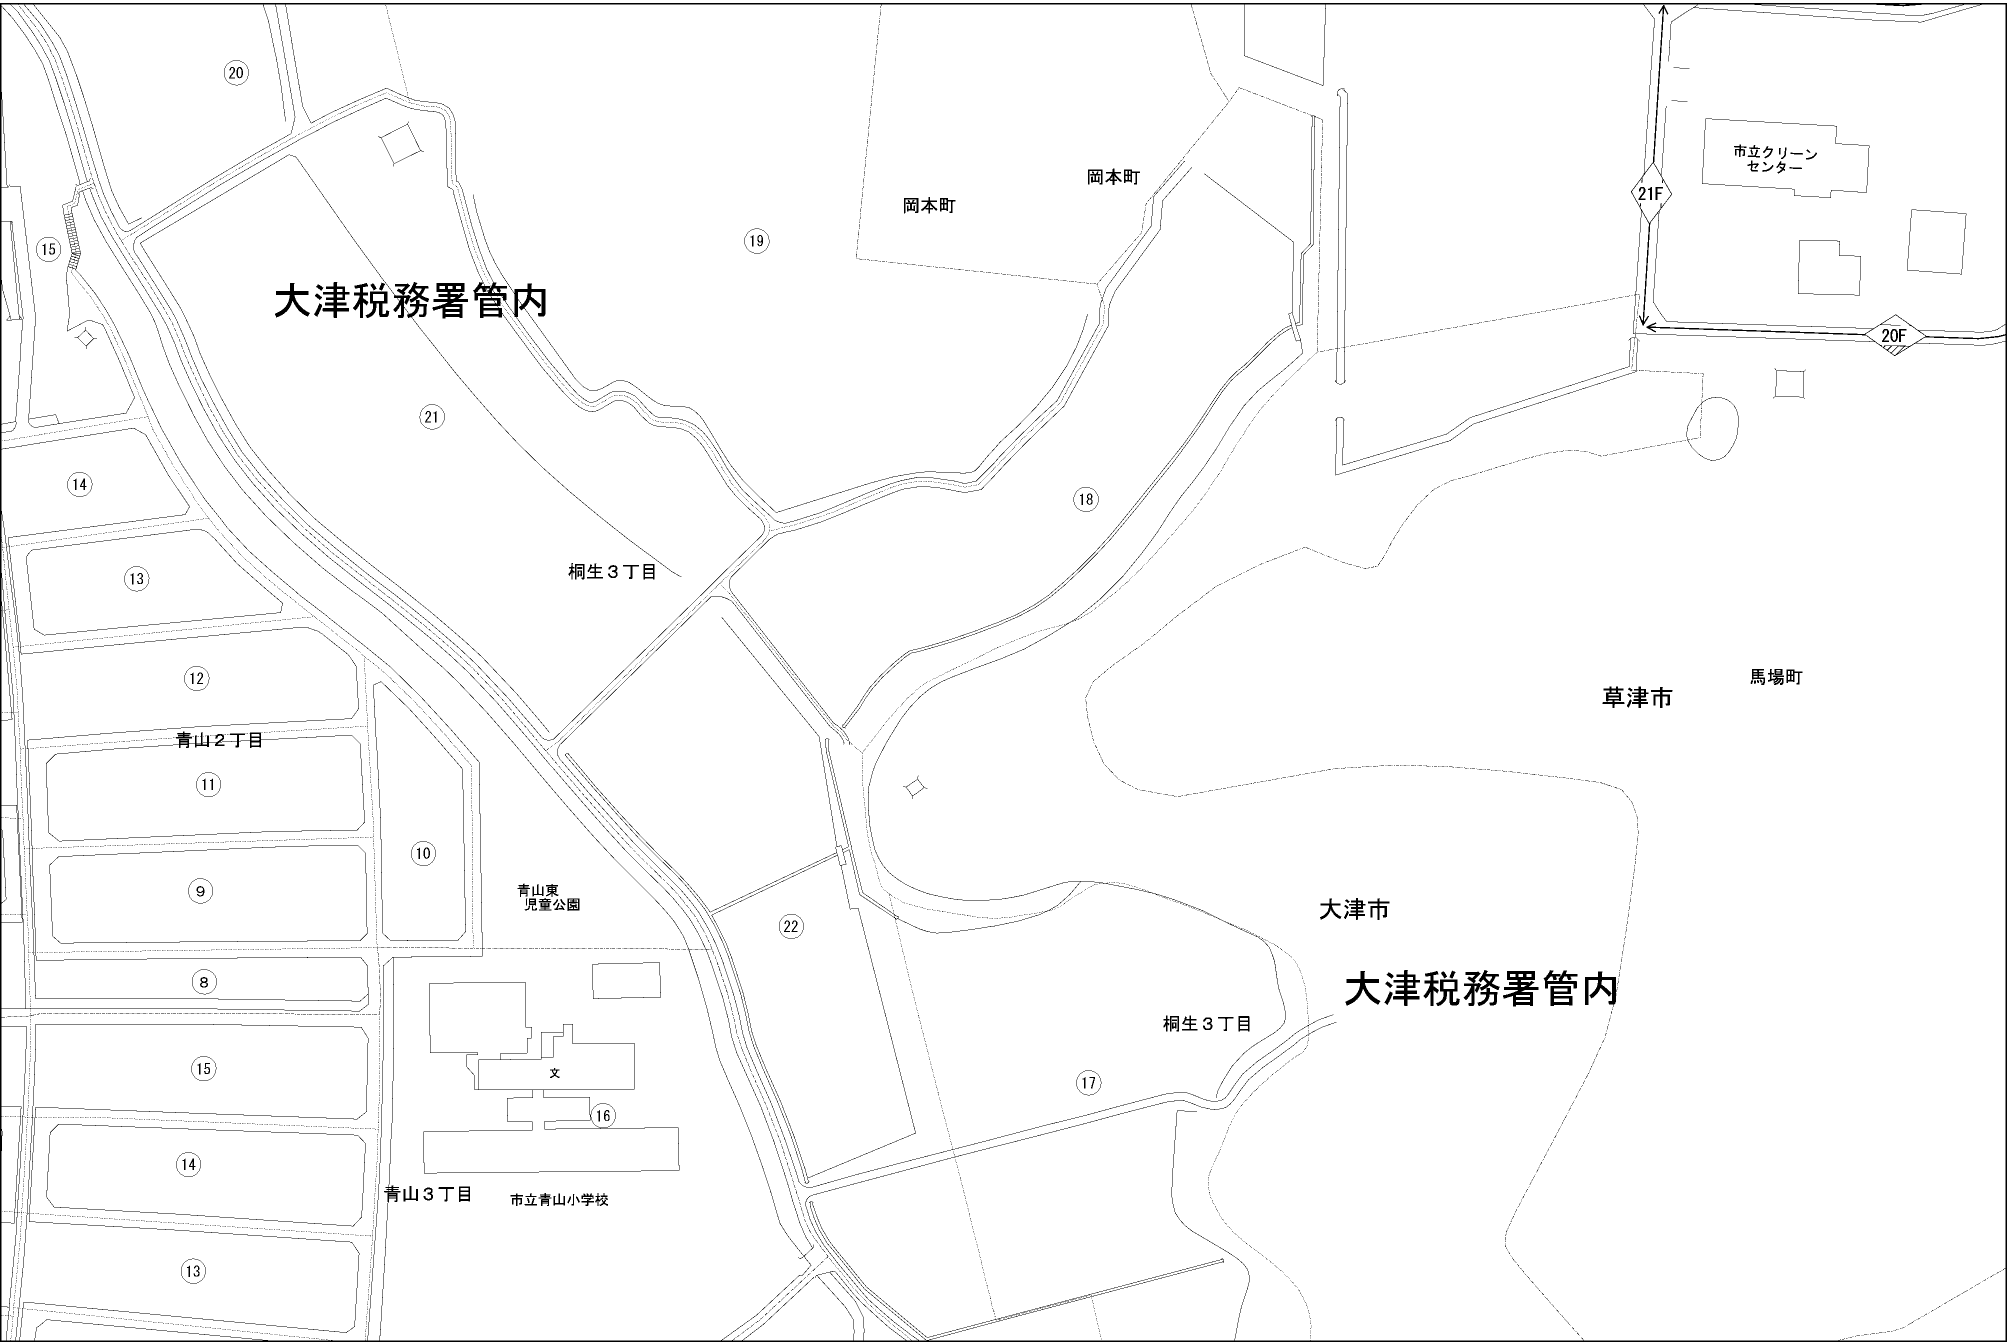 20
市立クリーン
センター
岡本町
21F
岡本町
19
15
大津税務署管内
20F
21
14
18
桐生3丁目
13
12
馬場町
草津市
青山2丁目
11
10
9
青山東
児童公園
大津市
22
8
大津税務署管内
桐生3丁目
15
文
17
16
14
青山3丁目
市立青山小学校
13